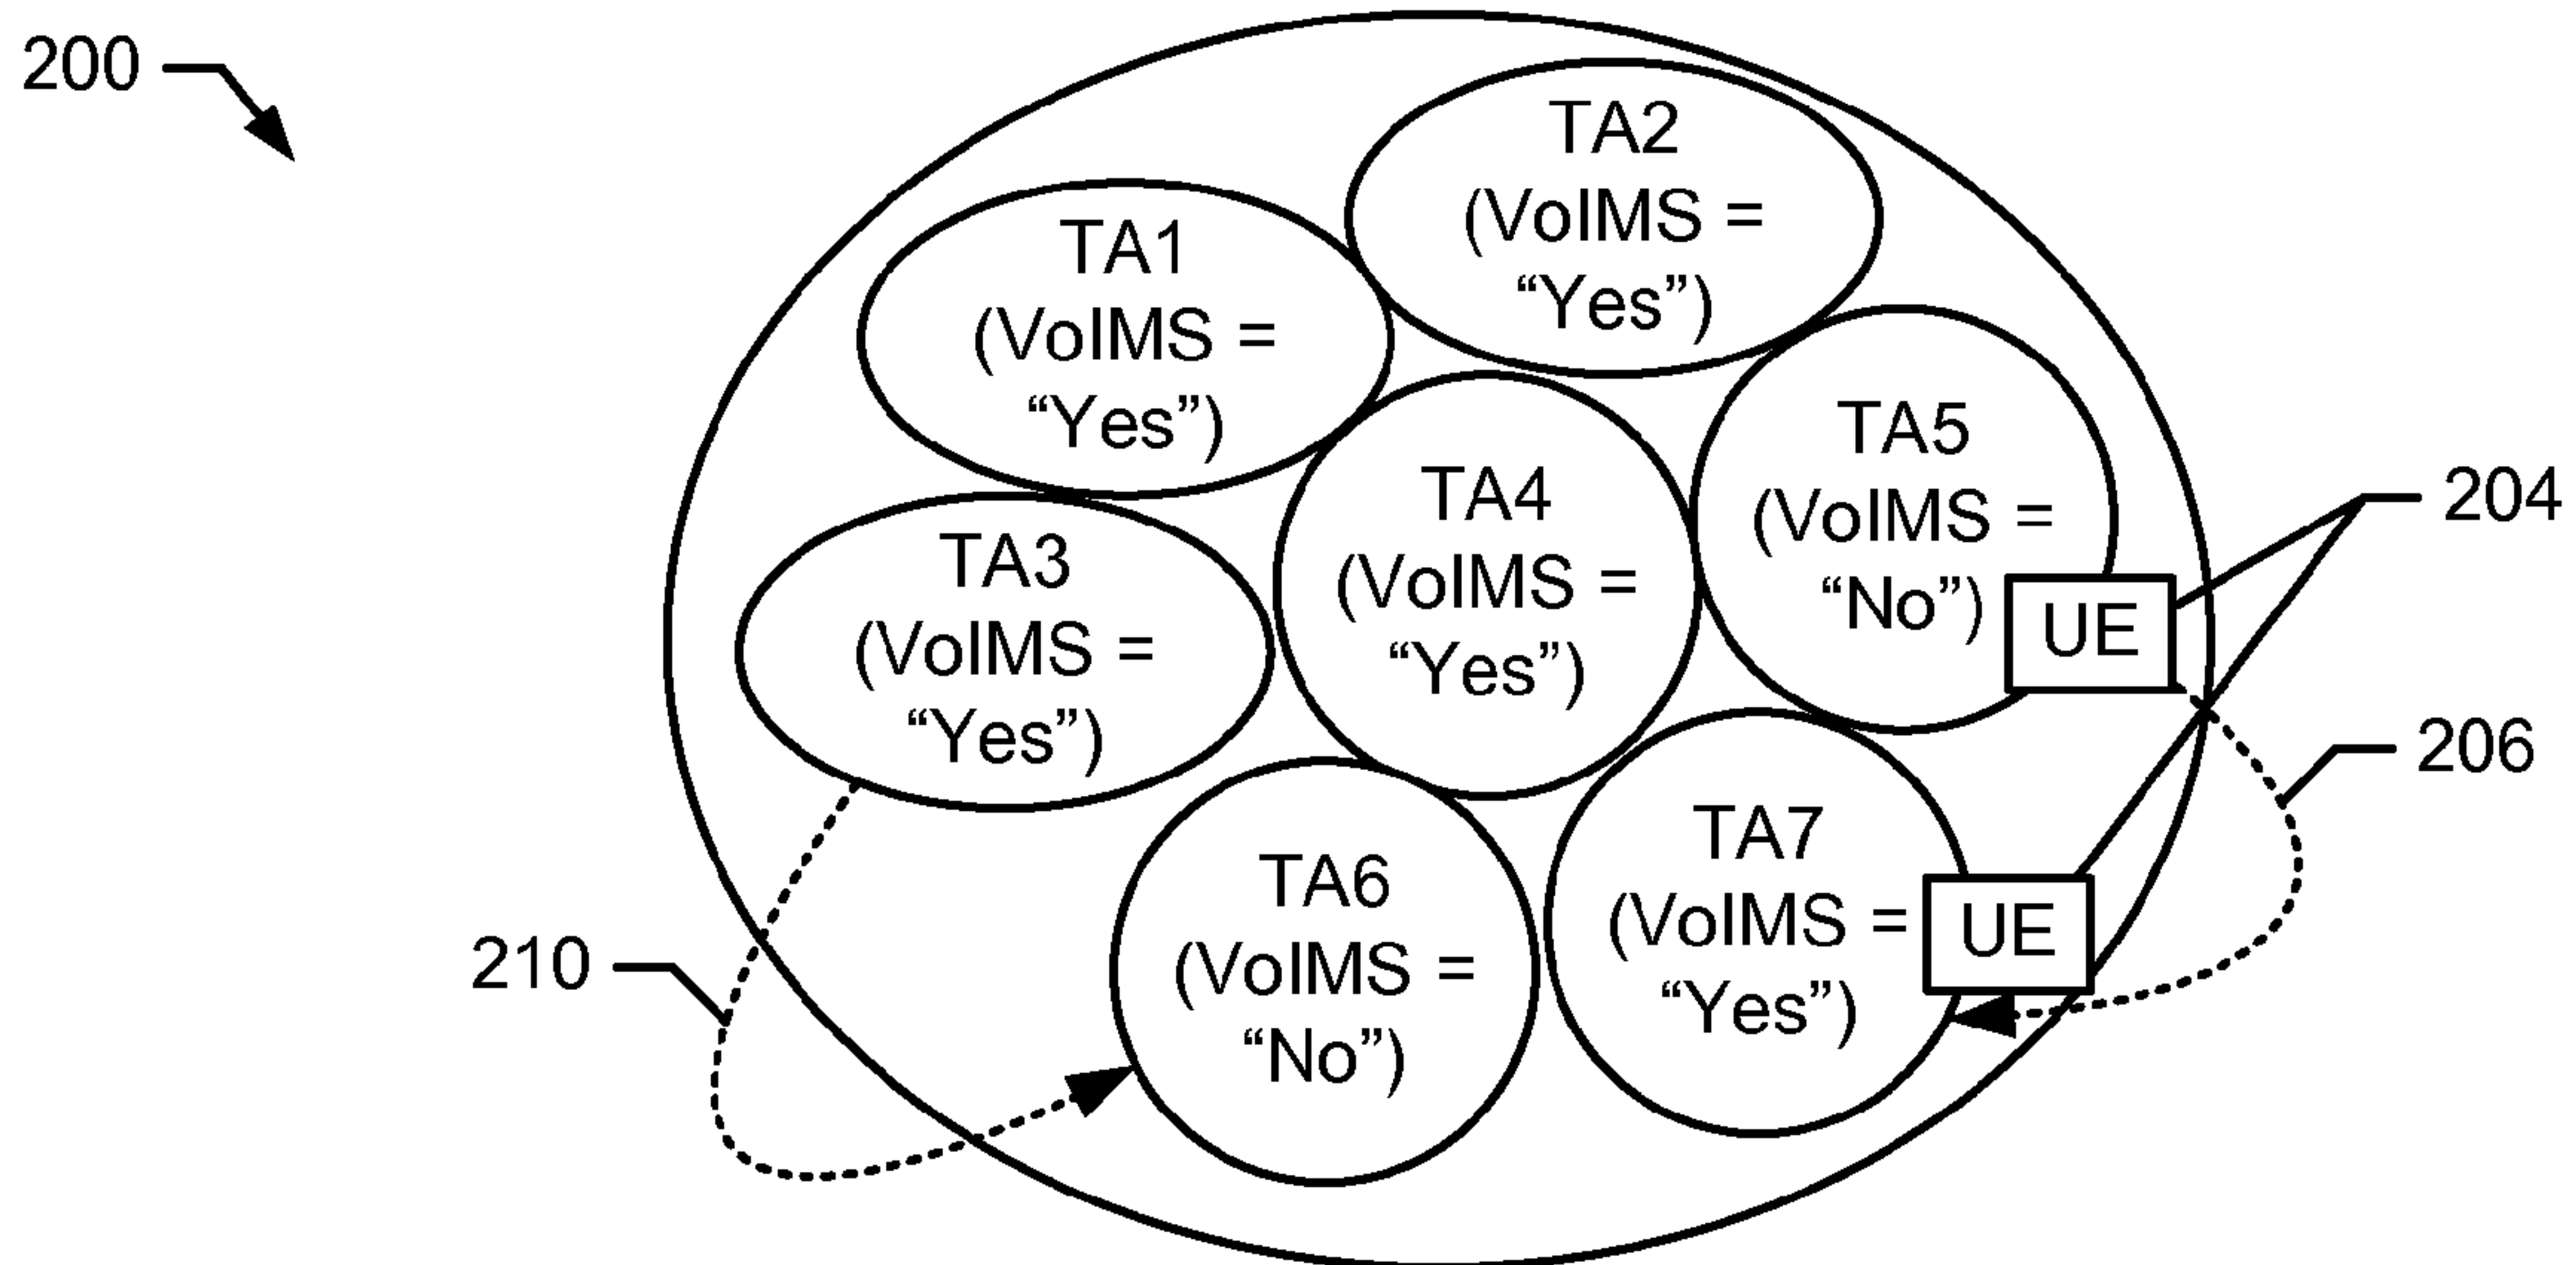 200
TA2
(VoIMS =
“Yes”)
TA1
(VoIMS =
“Yes”)
TA5
(VoIMS =
“No”)
TA4
(VoIMS =
“Yes”)
TA3
(VoIMS =
“Yes”)
UE
204
206
TA7
(VoIMS =
“Yes”)
UE
TA6
(VoIMS =
“No”)
210